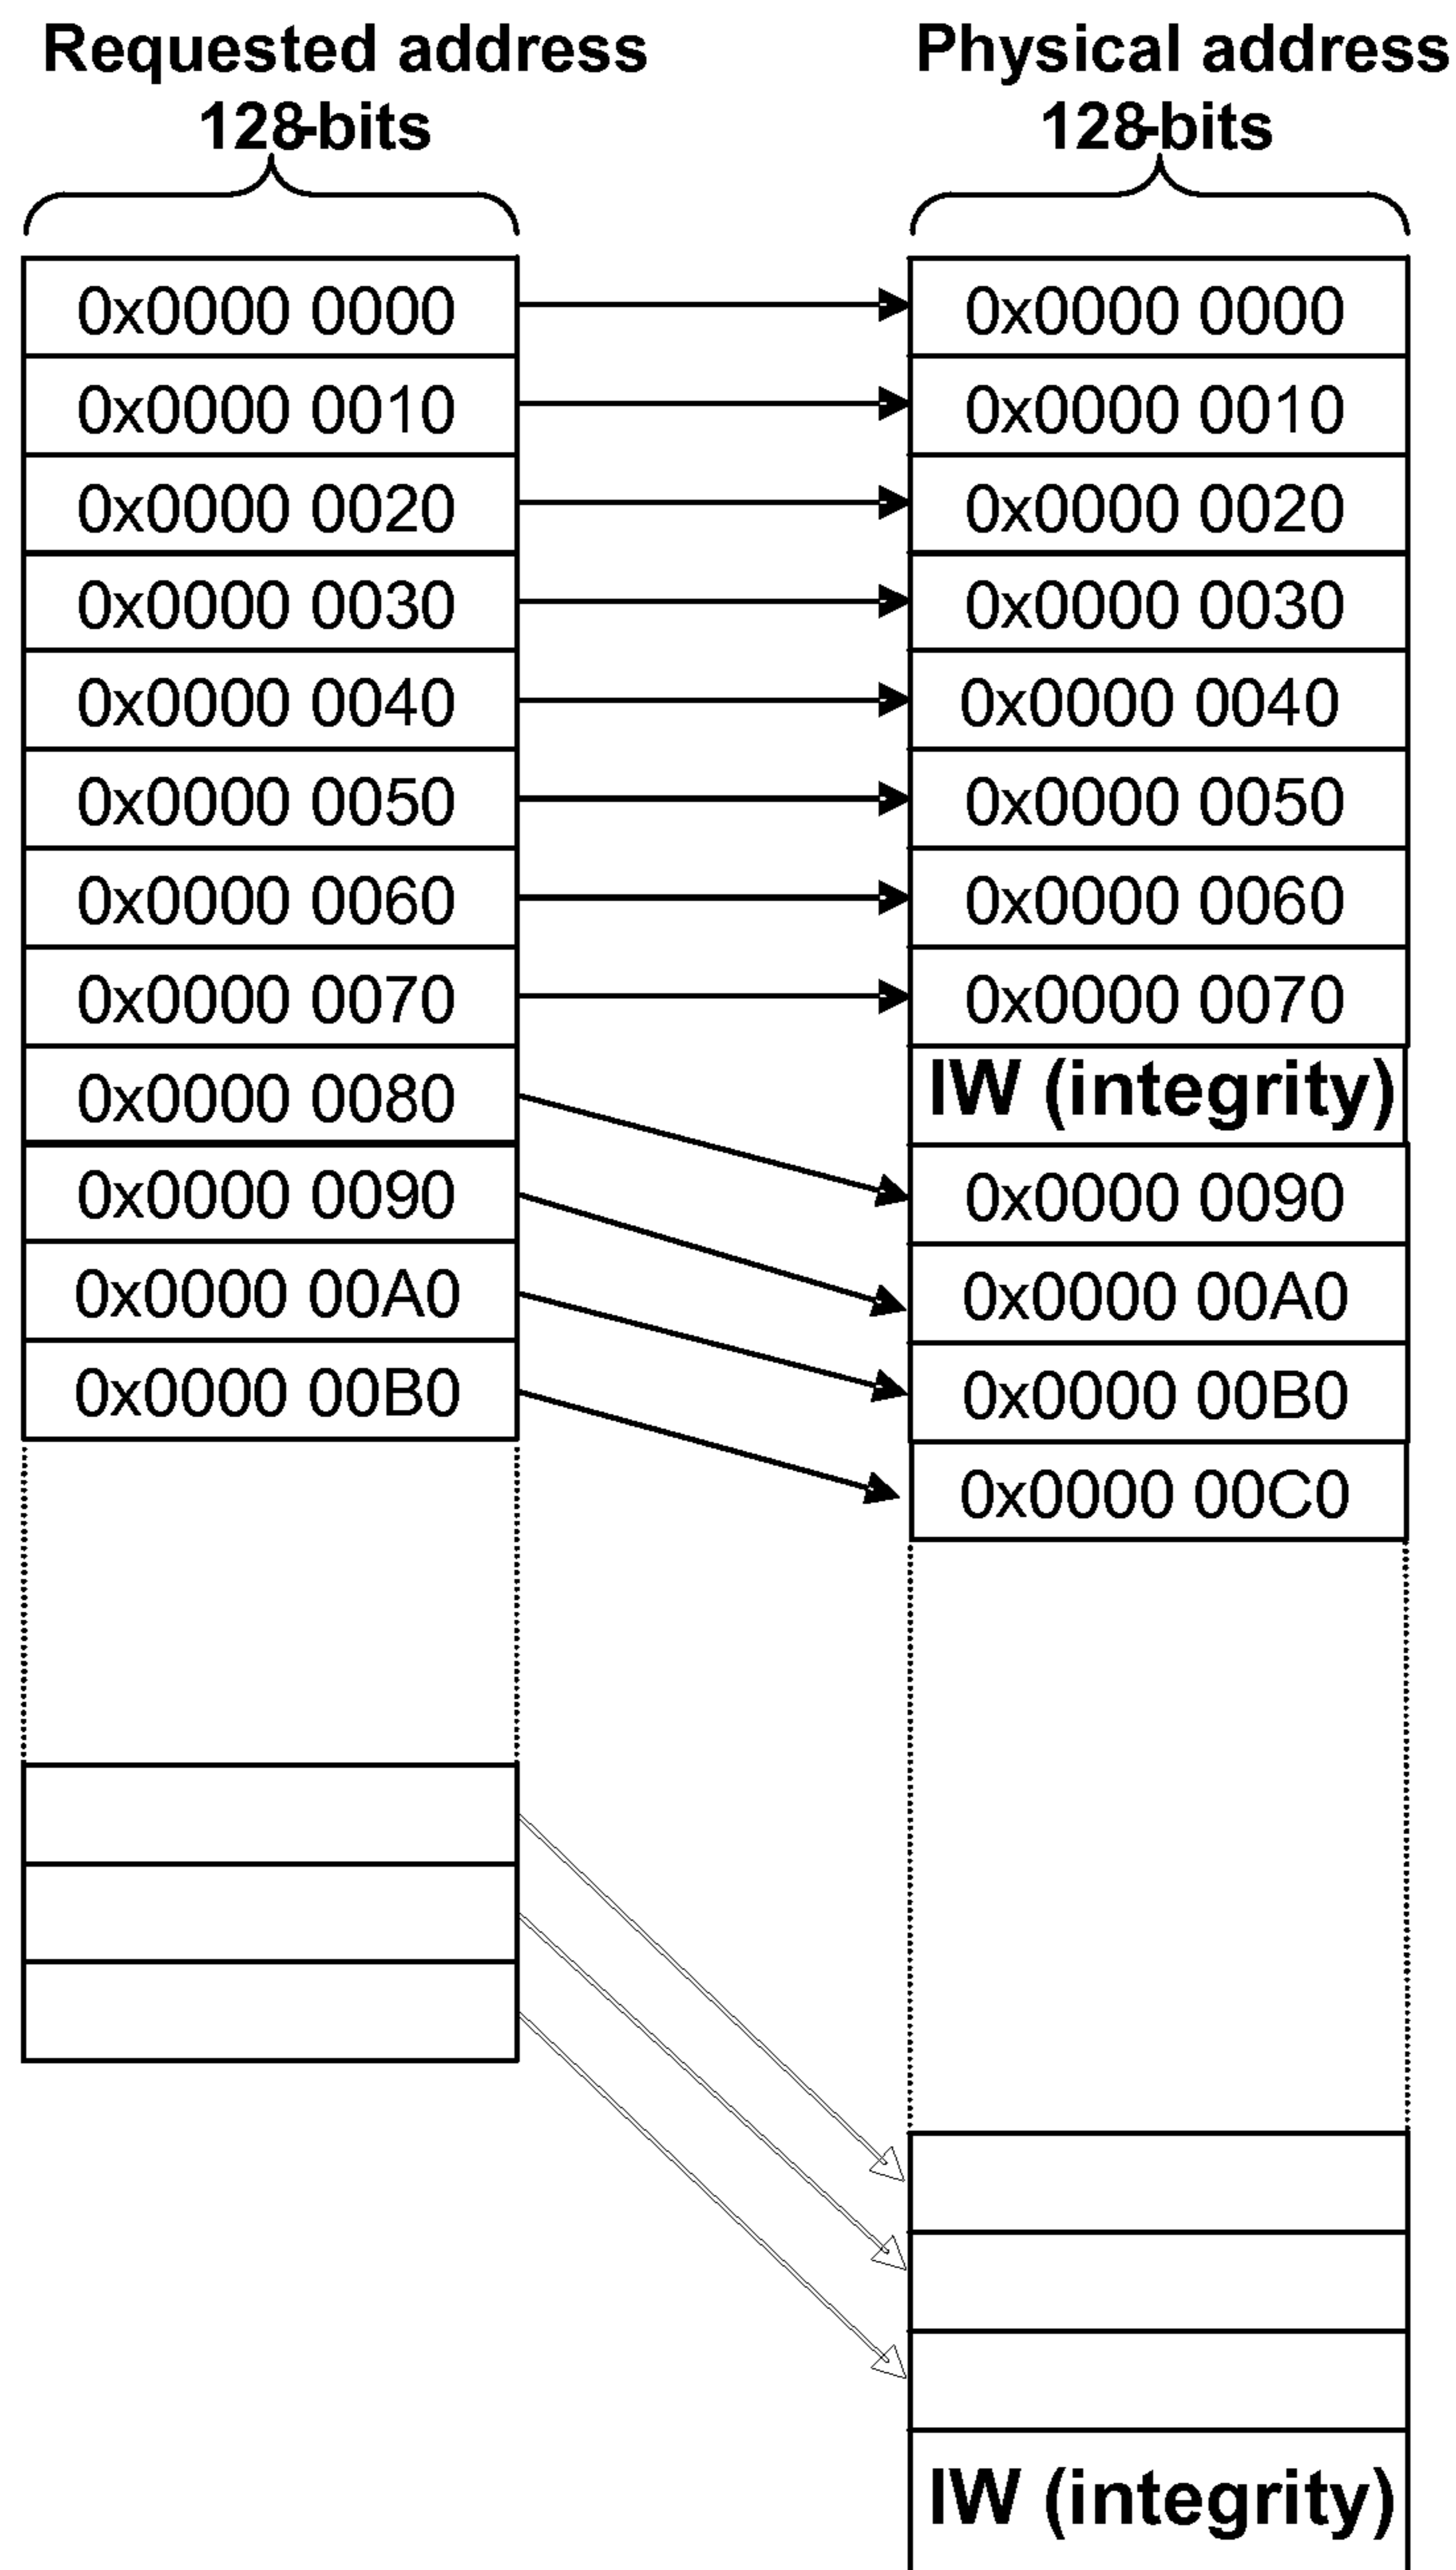 Requested address
128-bits
Physical address
128-bits
0x0000 0000
0x0000 0010
0x0000 0020
0x0000 0030
0x0000 0040
0x0000 0050
0x0000 0060
0x0000 0070
0x0000 0080
0x0000 0090
0x0000 00A0
0x0000 00B0
0x0000 0000
0x0000 0010
0x0000 0020
0x0000 0030
0x0000 0040
0x0000 0050
0x0000 0060
0x0000 0070
IW (integrity)
0x0000 0090
0x0000 00A0
0x0000 00B0
0x0000 00C0
IW (integrity)